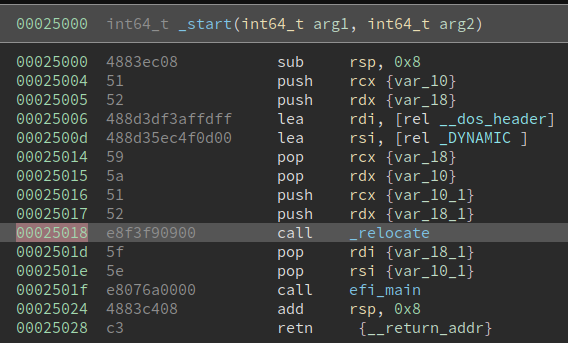 00025000 int64_t _start(int64_t arg1, int64_t arg2)
00025000 4883ec08 sub rsp, 0x8
00025004 51 push rcx {var_10}
00025005 52 push rdx {var_18}
00025006 488d3df3affdff lea rdi, [rel __dos_header]
0002500d 488d35ec4f0d00 lea rsi, [rel _DYNAMIC ]
00025014 59 pop rcx {var_18}
00025015 5a pop rdx {var_10}
00025016 51 push rcx {var_10_1}
00025017 52 push rdx {var_18_1}
00025018 e8f3f90900 call _relocate
0002501d 5f pop rdi {var_18_1}
0002501e 5e pop rsi {var_10_1}
0002501f e8076a0000 call efi_main
00025024 4883c408 add rsp, 0x8
00025028 c3 retn {__return_addr}